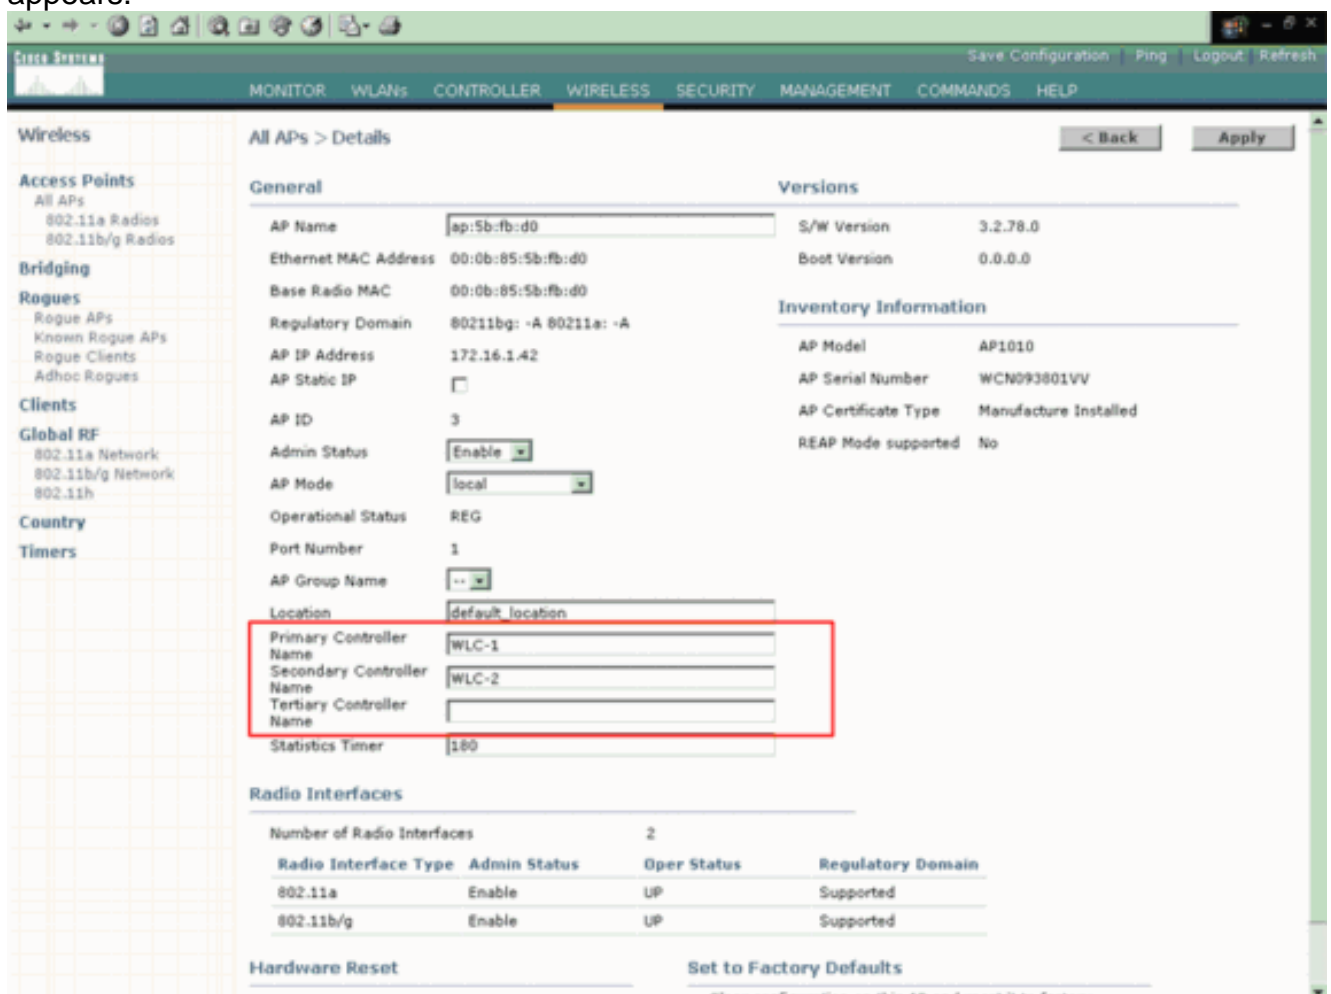 appears.
CISCO SYSTEMS
Save Configuration | Ping | Logout | Refresh
MONITOR WLANs CONTROLLER WIRELESS SECURITY MANAGEMENT COMMANDS HELP
Wireless
Access Points
All APs
802.11a Radios
802.11b/g Radios
Bridging
Rogues
Rogue APs
Known Rogue APs
Rogue Clients
Adhoc Rogues
Clients
Global RF
802.11a Network
802.11b/g Network
802.11h
Country
Timers
All APs > Details
< Back Apply
General
AP Name ap:5b:fb:d0
Ethernet MAC Address 00:0b:85:5b:fb:d0
Base Radio MAC 00:0b:85:5b:fb:d0
Regulatory Domain 80211bg: -A 80211a: -A
AP IP Address 172.16.1.42
AP Static IP
AP ID 3
Admin Status Enable
AP Mode local
Operational Status REG
Port Number 1
AP Group Name --
Location default_location
Primary Controller
Name WLC-1
Secondary Controller
Name WLC-2
Tertiary Controller
Name
Statistics Timer 180
Versions
S/W Version 3.2.78.0
Boot Version 0.0.0.0
Inventory Information
AP Model AP1010
AP Serial Number WCN093801VV
AP Certificate Type Manufacture Installed
REAP Mode supported No
Radio Interfaces
Number of Radio Interfaces 2
Radio Interface Type Admin Status Oper Status Regulatory Domain
802.11a Enable UP Supported
802.11b/g Enable UP Supported
Hardware Reset
Set to Factory Defaults